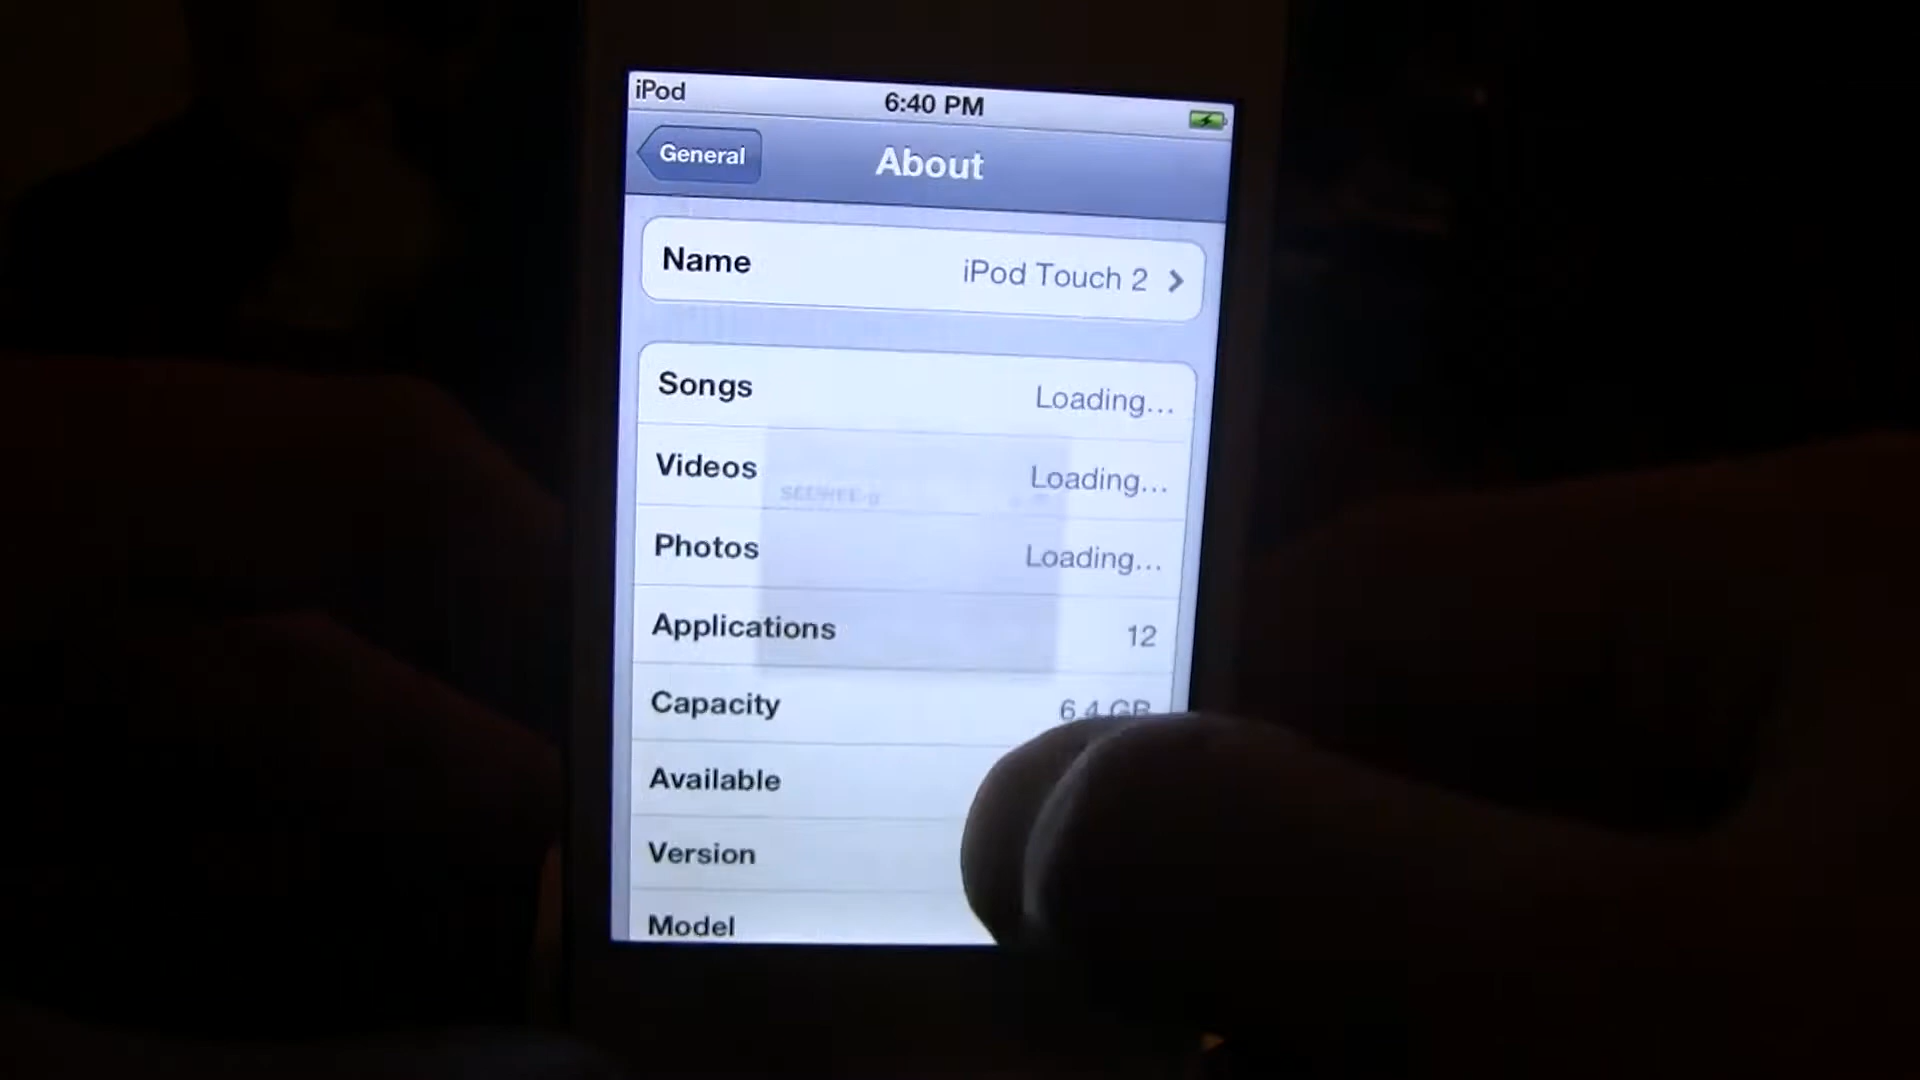 iPod
6:40 PM
General
About
Name
iPod Touch 2
Songs
Loading...
Videos
Loading...
Photos
Loading...
Applications
12
Capacity
6.4 GB
Available
Version
Model